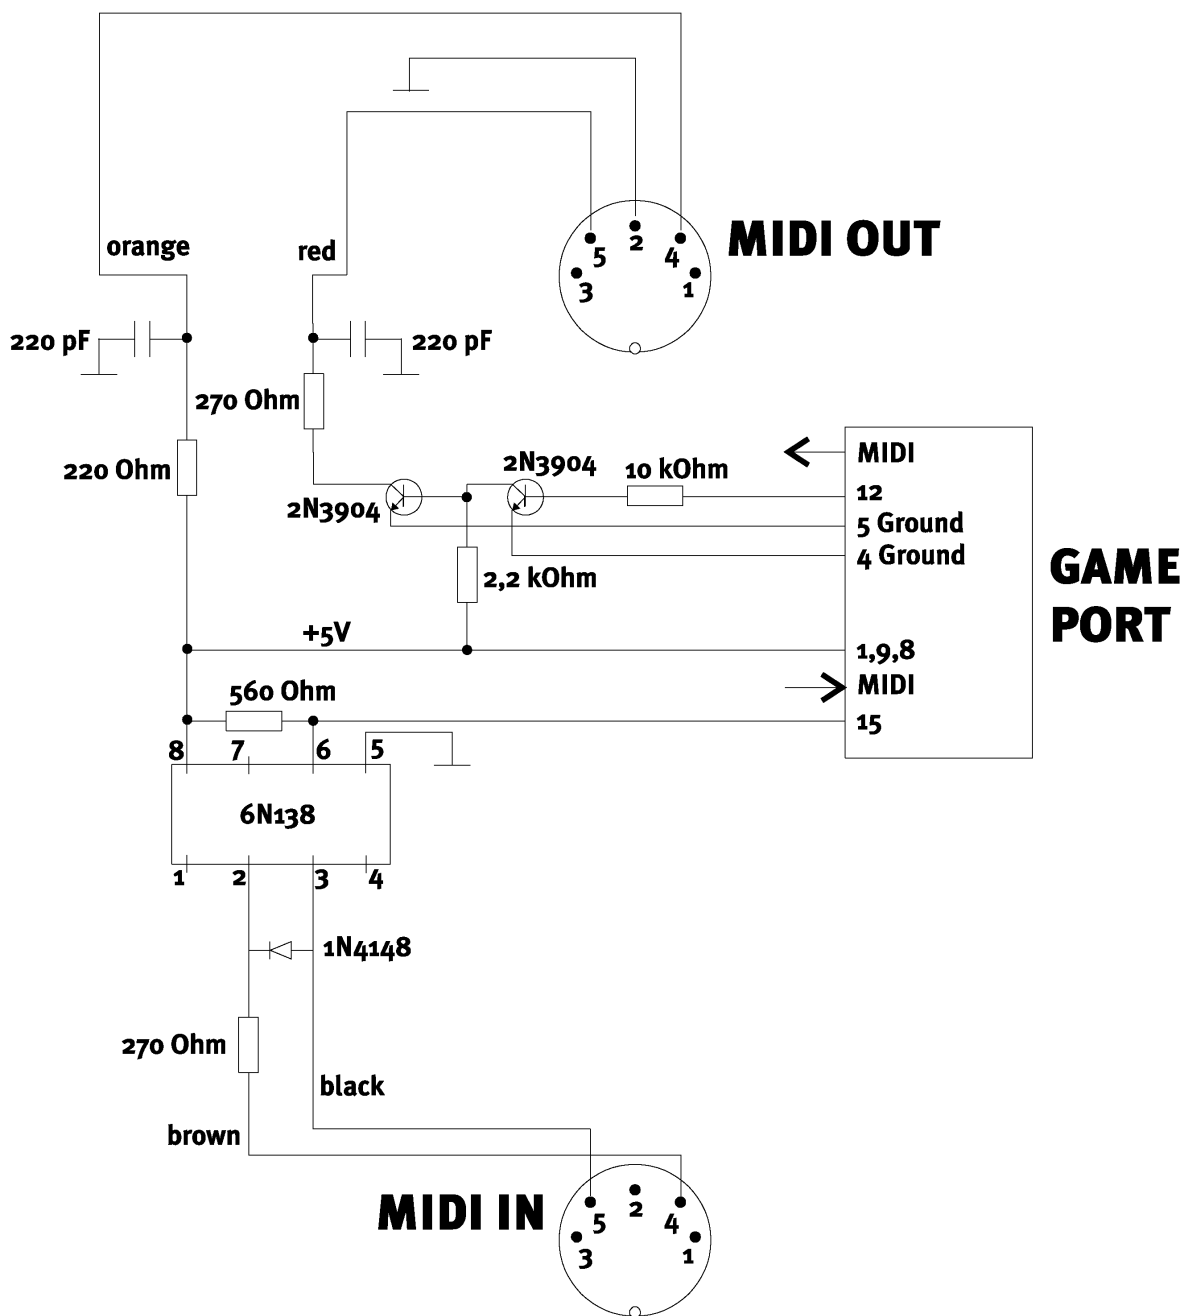 MIDI OUT
5
2
4
3
1
orange
red
220 pF
220 pF
270 Ohm
220 Ohm
2N3904
2N3904
10 kOhm
MIDI
12
5 Ground
4 Ground
2,2 kOhm
GAME
PORT
+5V
1,9,8
MIDI
560 Ohm
15
8
7
6
5
6N138
1
2
3
4
1N4148
270 Ohm
black
brown
MIDI IN
5
2
4
3
1